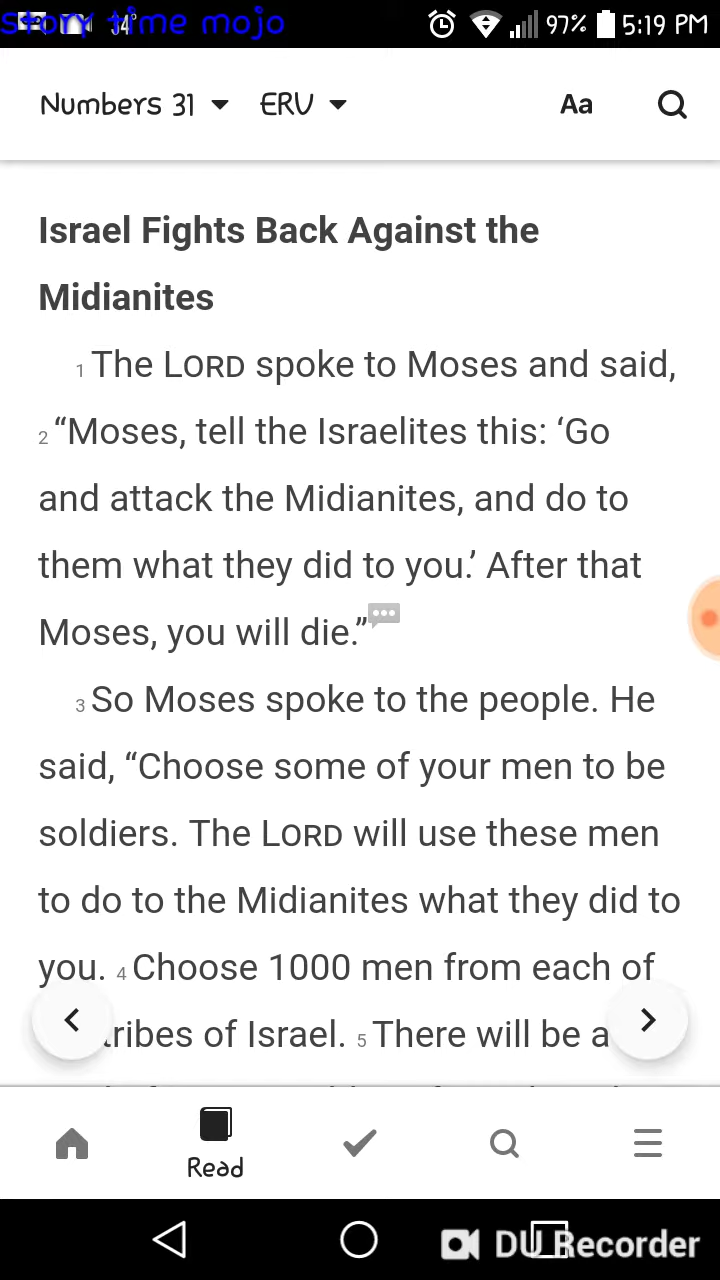 story time mojo 54° 97% 5:19 PM
Numbers 31 ERV Aa
Israel Fights Back Against the
Midianites
1 The LORD spoke to Moses and said,
2 “Moses, tell the Israelites this: ‘Go
and attack the Midianites, and do to
them what they did to you.’ After that
Moses, you will die.”
3 So Moses spoke to the people. He
said, “Choose some of your men to be
soldiers. The LORD will use these men
to do to the Midianites what they did to
you. 4 Choose 1000 men from each of
tribes of Israel. 5 There will be a
Read
DU Recorder